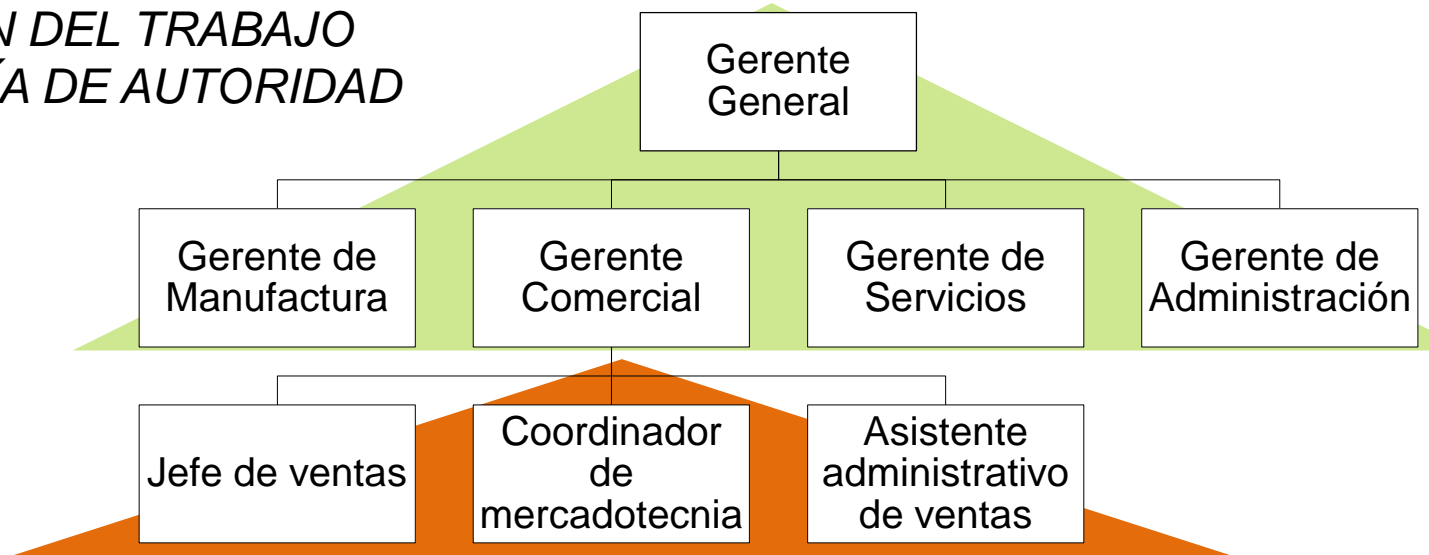 DEL TRABAJO
DE AUTORIDAD
Gerente
General
Gerente de
Manufactura
Gerente
Comercial
Gerente de
Servicios
Gerente de
Administración
Jefe de ventas
Coordinador
de
mercadotecnia
Asistente
administrativo
de ventas